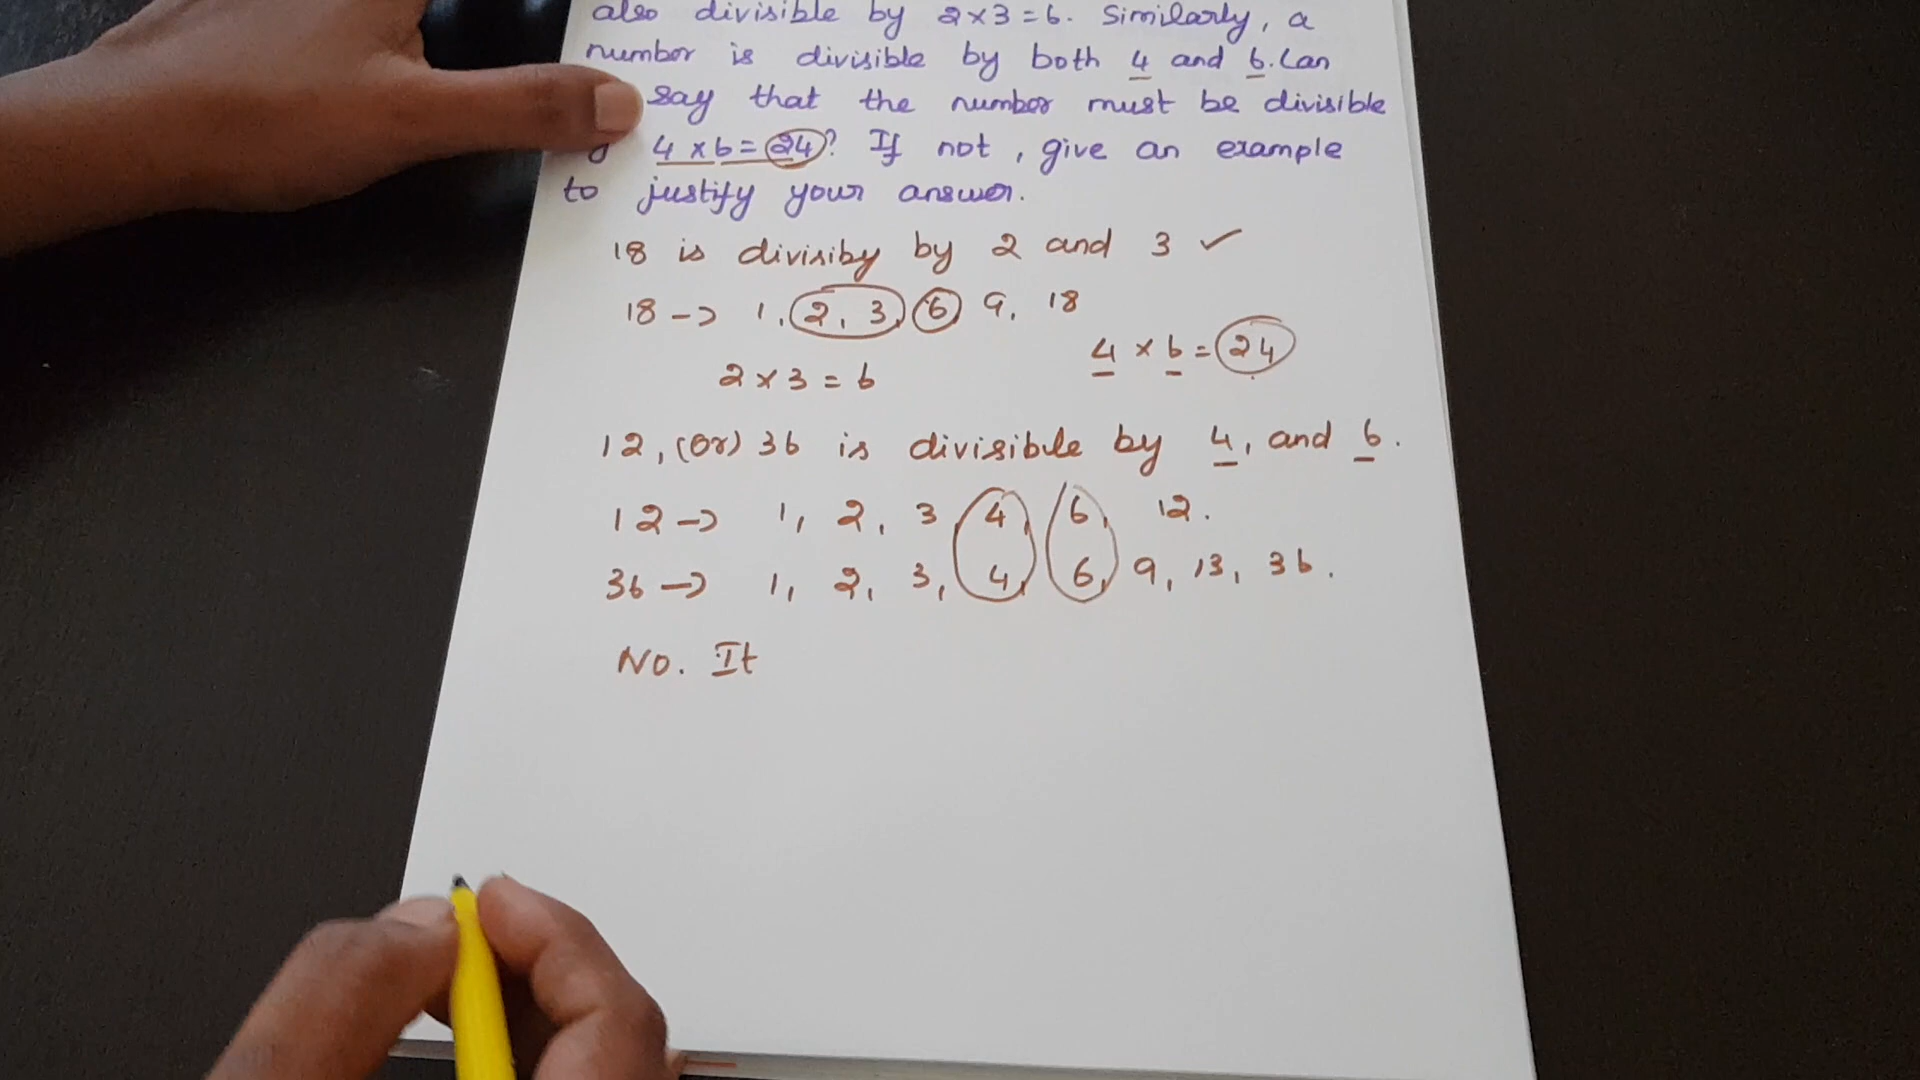 also divisible by 2x3=6. Similarly, a
number is divisible by both 4 and 6. Can
say that the number must be divisible
4x6=24? If not, give an example
to justify your answer.
18 is divisiby by 2 and 3 ✓
18 -> 1, 2, 3, 6, 9, 18
4 x 6 = 24
2 x 3 = 6
12, (or) 36 is divisible by 4, and 6.
12 -> 1, 2, 3, 4, 6, 12.
36 -> 1, 2, 3, 4, 6, 9, 13, 36.
No. It